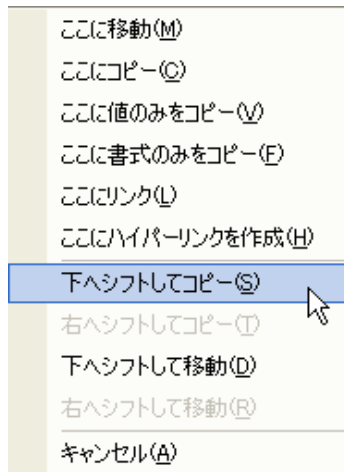 ここに移動(M)
ここにコピー(C)
ここに値のみをコピー(V)
ここに書式のみをコピー(F)
ここにリンク(L)
ここにハイパーリンクを作成(H)
下へシフトしてコピー(S)
右へシフトしてコピー(T)
下へシフトして移動(D)
右へシフトして移動(R)
キャンセル(A)